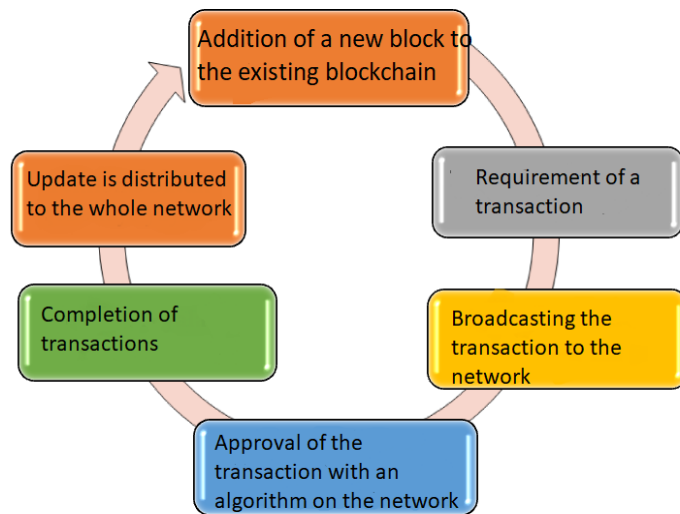 Addition of a new block to
the existing blockchain
Requirement of a
transaction
Broadcasting the
transaction to the
network
Approval of the
transaction with an
algorithm on the network
Completion of
transactions
Update is distributed
to the whole network